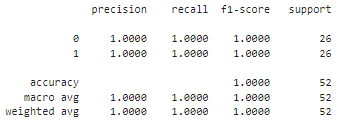 precision recall f1-score support
0 1.0000 1.0000 1.0000 26
1 1.0000 1.0000 1.0000 26
accuracy 1.0000 52
macro avg 1.0000 1.0000 1.0000 52
weighted avg 1.0000 1.0000 1.0000 52